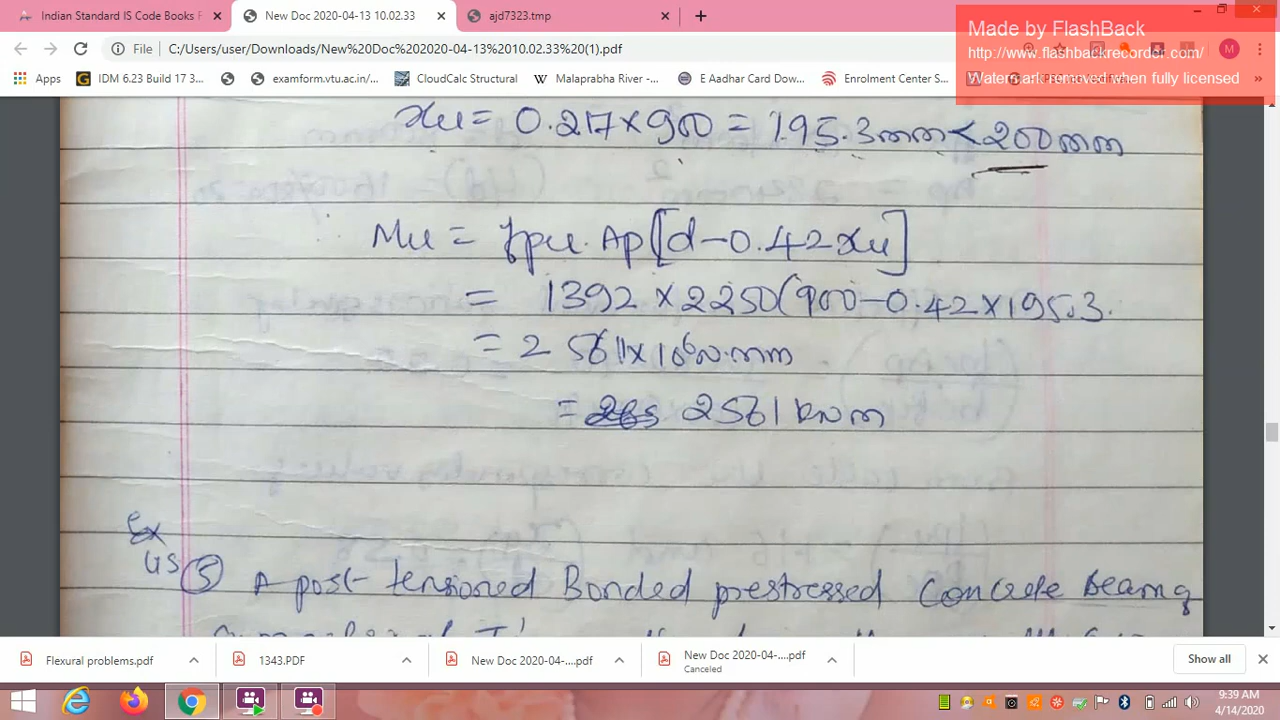 Indian Standard IS Code Books F
New Doc 2020-04-13 10.02.33
ajd7323.tmp
Made by FlashBack
http://www.flashbackrecorder.com/
Watermark removed when fully licensed
File
C:/Users/user/Downloads/New%20Doc%202020-04-13%2010.02.33%20(1).pdf
M
Apps
IDM 6.23 Build 17 3...
examform.vtu.ac.in/...
CloudCalc Structural
Malaprabha River -...
E Aadhar Card Dow...
Enrolment Center S...
xu = 0.217×900 = 195.3mm < 200mm
Mu = fpu. Ap [d-0.42xu]
= 1392 × 2250(900-0.42×195.3.
= 2561×10⁶N.mm
= 2561 kNm
Ex
(5) A post-tensioned Bonded prestressed Concrete Beam
Flexural problems.pdf
1343.PDF
New Doc 2020-04-....pdf
New Doc 2020-04-....pdf
Canceled
Show all
9:39 AM
4/14/2020